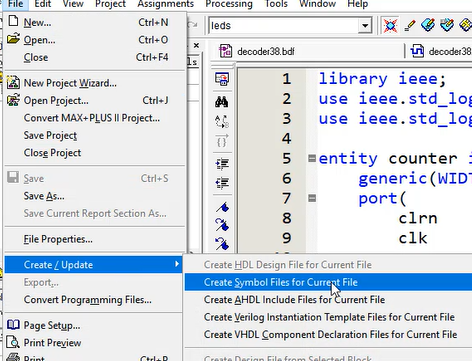 File Edit View Project Assignments Processing Tools Window Help
New... Ctrl+N
Open... Ctrl+O
Close Ctrl+F4
New Project Wizard...
Open Project... Ctrl+J
Convert MAX+PLUS II Project...
Save Project
Close Project
Save Ctrl+S
Save As...
Save Current Report Section As...
File Properties...
Create / Update
Export...
Convert Programming Files...
Page Setup...
Print Preview
Print... Ctrl+P
leds
decoder38.bdf
decoder38.
1 library ieee;
2 use ieee.std_log
3 use ieee.std_log
4
5 entity counter i
6 generic(WIDT
7 port(
8 clrn
9 clk
Create HDL Design File for Current File
Create Symbol Files for Current File
Create AHDL Include Files for Current File
Create Verilog Instantiation Template Files for Current File
Create VHDL Component Declaration Files for Current File
Create Design File from Selected Block